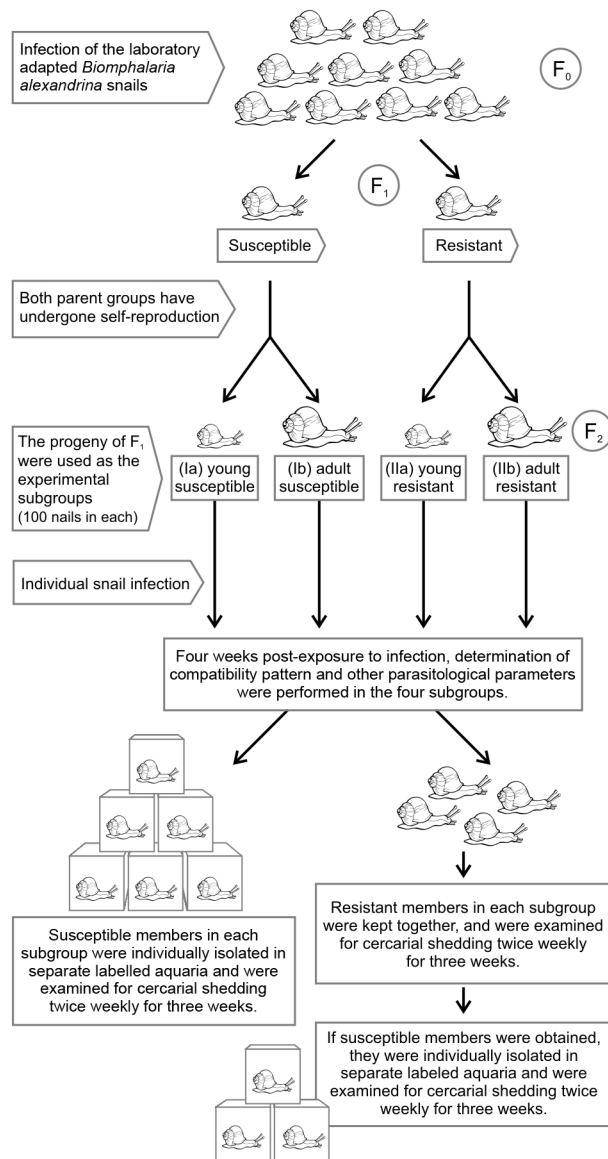 Infection of the laboratory
adapted Biomphalaria
alexandrina snails
F0
F1
Susceptible
Resistant
Both parent groups have
undergone self-reproduction
The progeny of F1
were used as the
experimental
subgroups
(100 nails in each)
F2
(Ia) young
susceptible
(Ib) adult
susceptible
(IIa) young
resistant
(IIb) adult
resistant
Individual snail infection
Four weeks post-exposure to infection, determination of
compatibility pattern and other parasitological parameters
were performed in the four subgroups.
Susceptible members in each
subgroup were individually isolated in
separate labelled aquaria and were
examined for cercarial shedding
twice weekly for three weeks.
Resistant members in each subgroup
were kept together, and were examined
for cercarial shedding twice weekly
for three weeks.
If susceptible members were obtained,
they were individually isolated in
separate labeled aquaria and were
examined for cercarial shedding twice
weekly for three weeks.